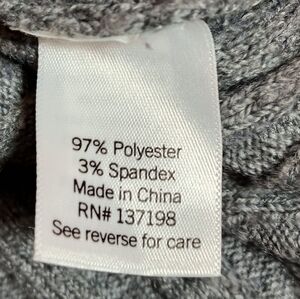 97% Polyester
3% Spandex
Made in China
RN# 137198
See reverse for care